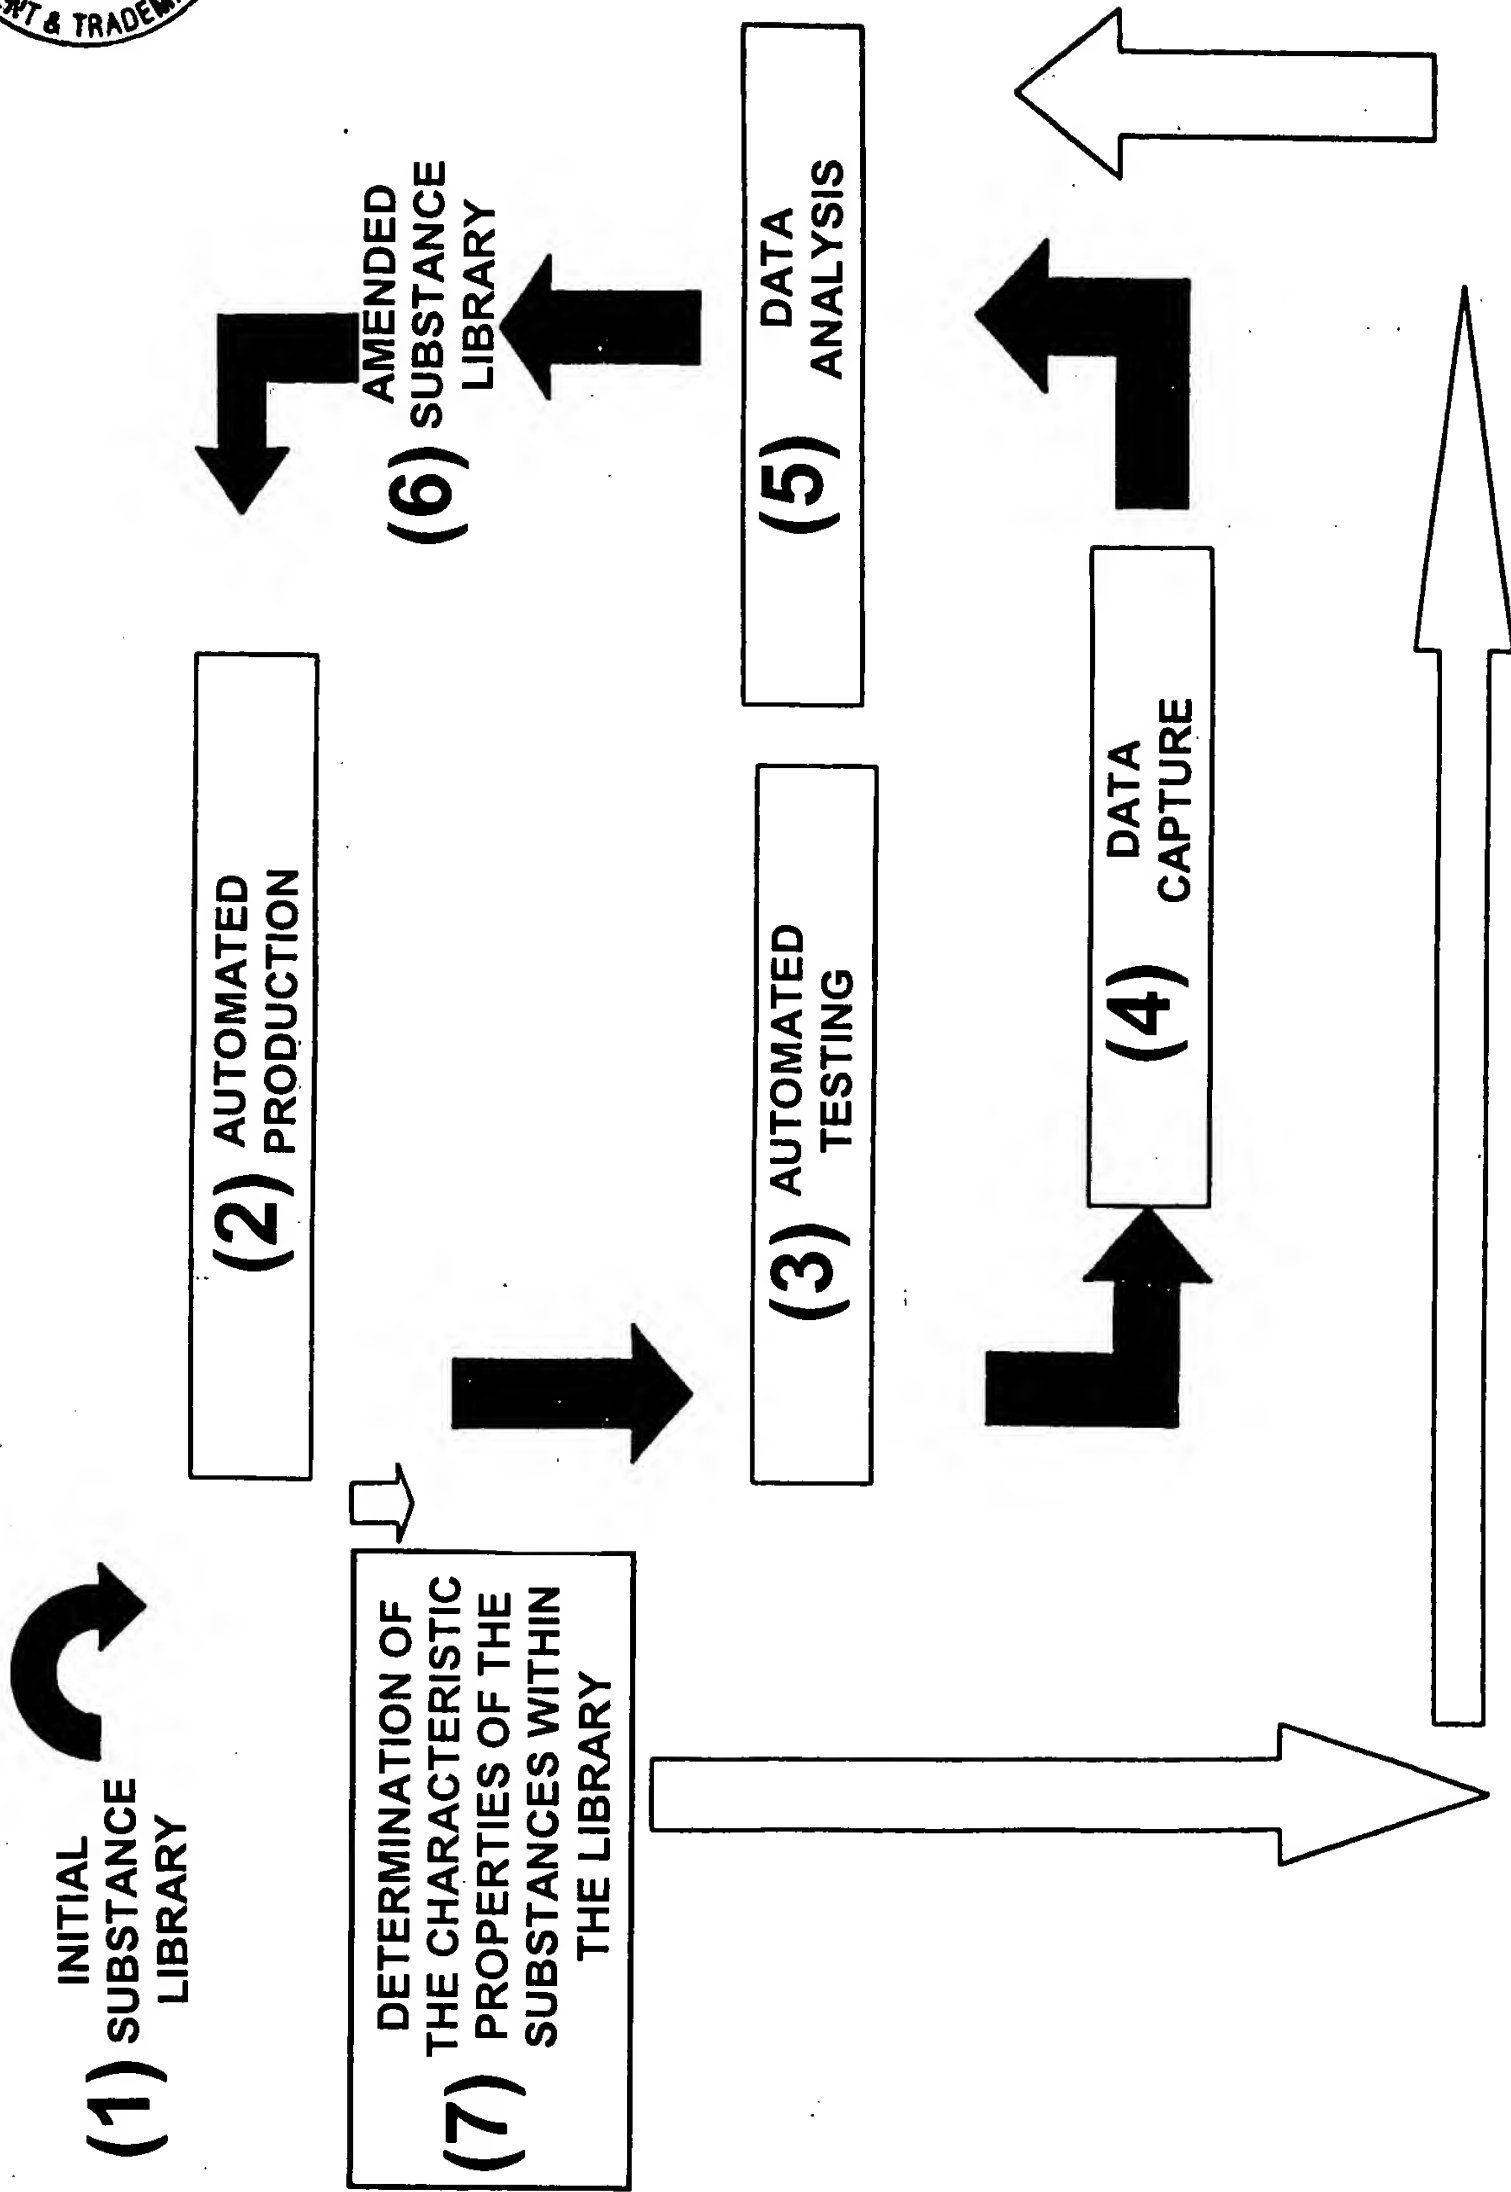 & TRADEM
INITIAL
(1) SUBSTANCE
LIBRARY
(2) AUTOMATED
PRODUCTION
AMENDED
(6) SUBSTANCE
LIBRARY
DETERMINATION OF
THE CHARACTERISTIC
(7) PROPERTIES OF THE
SUBSTANCES WITHIN
THE LIBRARY
(3) AUTOMATED
TESTING
(5) DATA
ANALYSIS
(4) DATA
CAPTURE